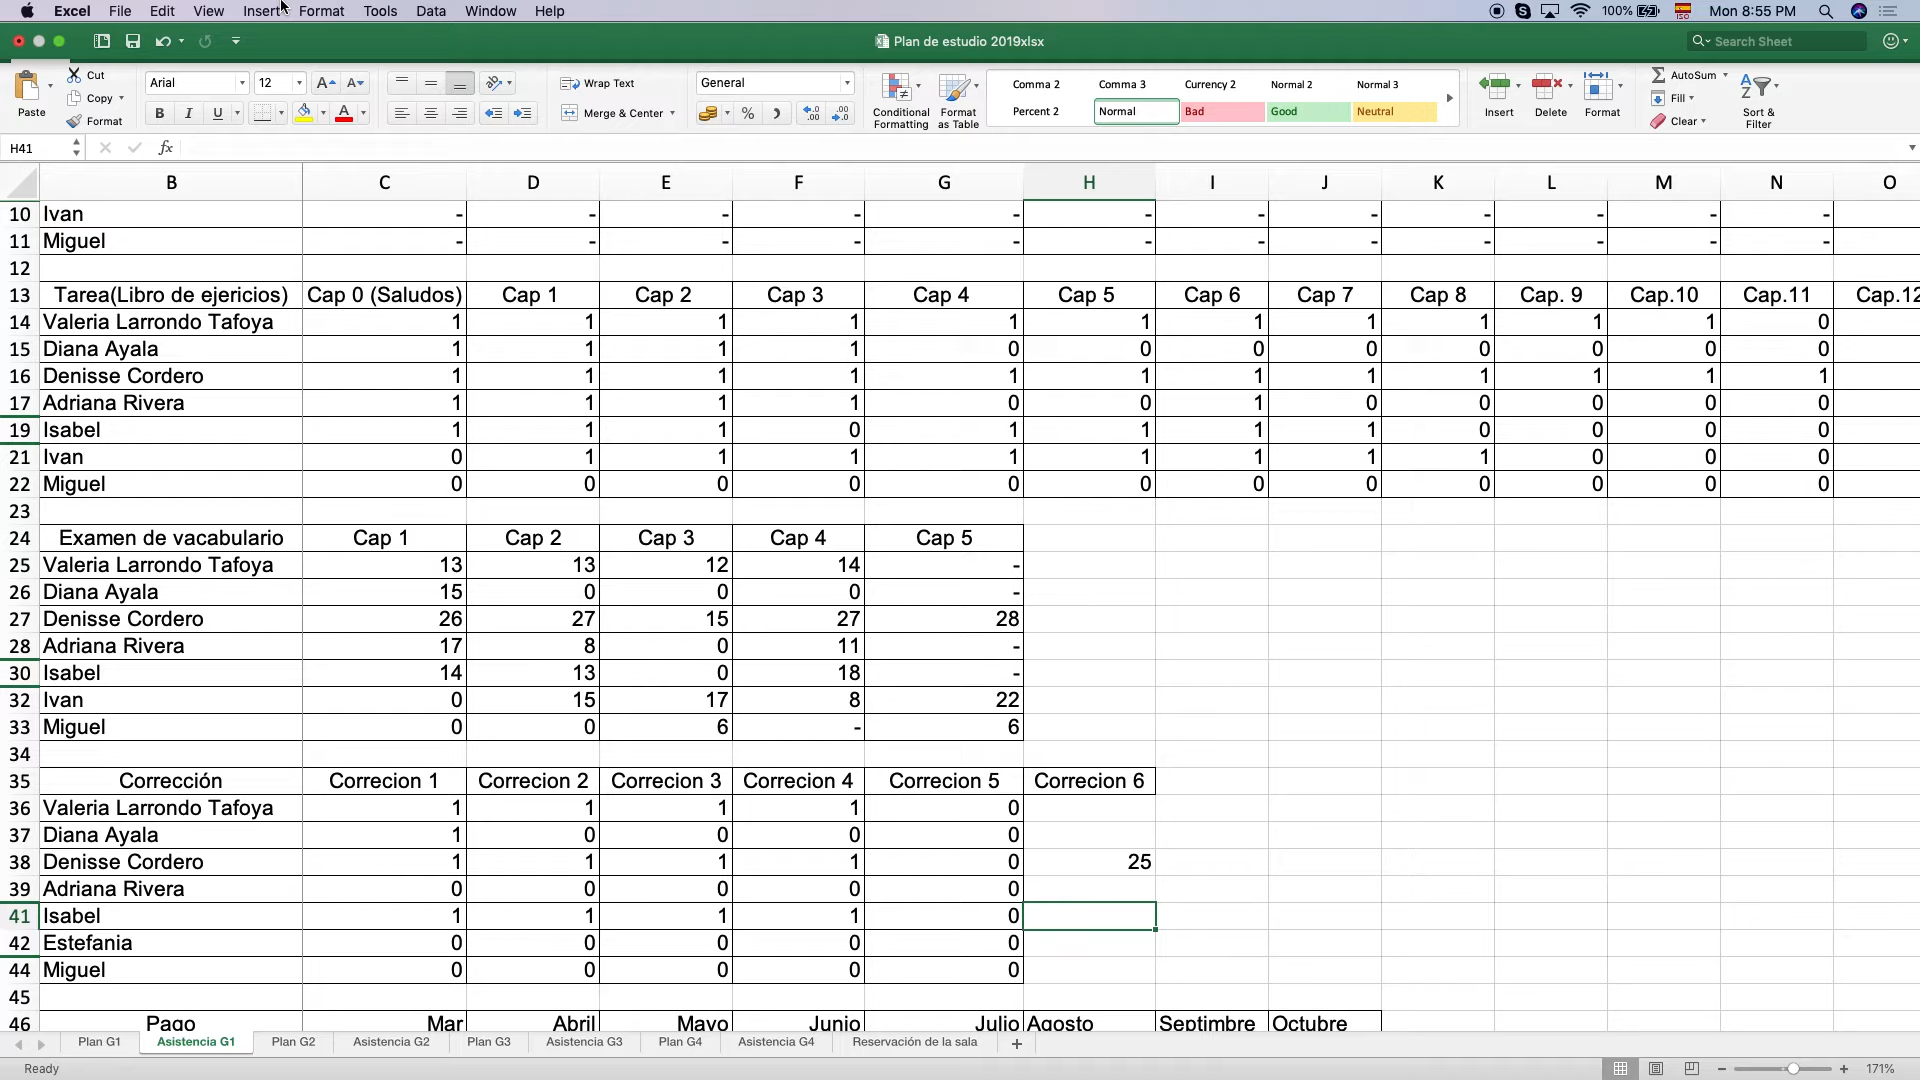 Excel File Edit View Insert Format Tools Data Window Help 100% ISO Mon 8:55 PM
Plan de estudio 2019xlsx Search Sheet
Paste Cut Copy Format Arial 12 A A B I U A Wrap Text Merge & Center General % Conditional Formatting Format as Table Comma 2 Comma 3 Currency 2 Normal 2 Normal 3 Percent 2 Normal Bad Good Neutral Insert Delete Format AutoSum Fill Clear Sort & Filter
H41 fx
B C D E F G H I J K L M N O
10 Ivan - - - - - - - - - - - -
11 Miguel - - - - - - - - - - - -
12
13 Tarea(Libro de ejericios) Cap 0 (Saludos) Cap 1 Cap 2 Cap 3 Cap 4 Cap 5 Cap 6 Cap 7 Cap 8 Cap. 9 Cap.10 Cap.11 Cap.12
14 Valeria Larrondo Tafoya 1 1 1 1 1 1 1 1 1 1 1 0
15 Diana Ayala 1 1 1 1 0 0 0 0 0 0 0 0
16 Denisse Cordero 1 1 1 1 1 1 1 1 1 1 1 1
17 Adriana Rivera 1 1 1 1 0 0 1 0 0 0 0 0
19 Isabel 1 1 1 0 1 1 1 1 0 0 0 0
21 Ivan 0 1 1 1 1 1 1 1 1 0 0 0
22 Miguel 0 0 0 0 0 0 0 0 0 0 0 0
23
24 Examen de vacabulario Cap 1 Cap 2 Cap 3 Cap 4 Cap 5
25 Valeria Larrondo Tafoya 13 13 12 14 -
26 Diana Ayala 15 0 0 0 -
27 Denisse Cordero 26 27 15 27 28
28 Adriana Rivera 17 8 0 11 -
30 Isabel 14 13 0 18 -
32 Ivan 0 15 17 8 22
33 Miguel 0 0 6 - 6
34
35 Corrección Correcion 1 Correcion 2 Correcion 3 Correcion 4 Correcion 5 Correcion 6
36 Valeria Larrondo Tafoya 1 1 1 1 0
37 Diana Ayala 1 0 0 0 0
38 Denisse Cordero 1 1 1 1 0 25
39 Adriana Rivera 0 0 0 0 0
41 Isabel 1 1 1 1 0
42 Estefania 0 0 0 0 0
44 Miguel 0 0 0 0 0
45
46 Pago Mar Abril Mayo Junio Julio Agosto Septimbre Octubre
Plan G1 Asistencia G1 Plan G2 Asistencia G2 Plan G3 Asistencia G3 Plan G4 Asistencia G4 Reservación de la sala +
Ready 171%